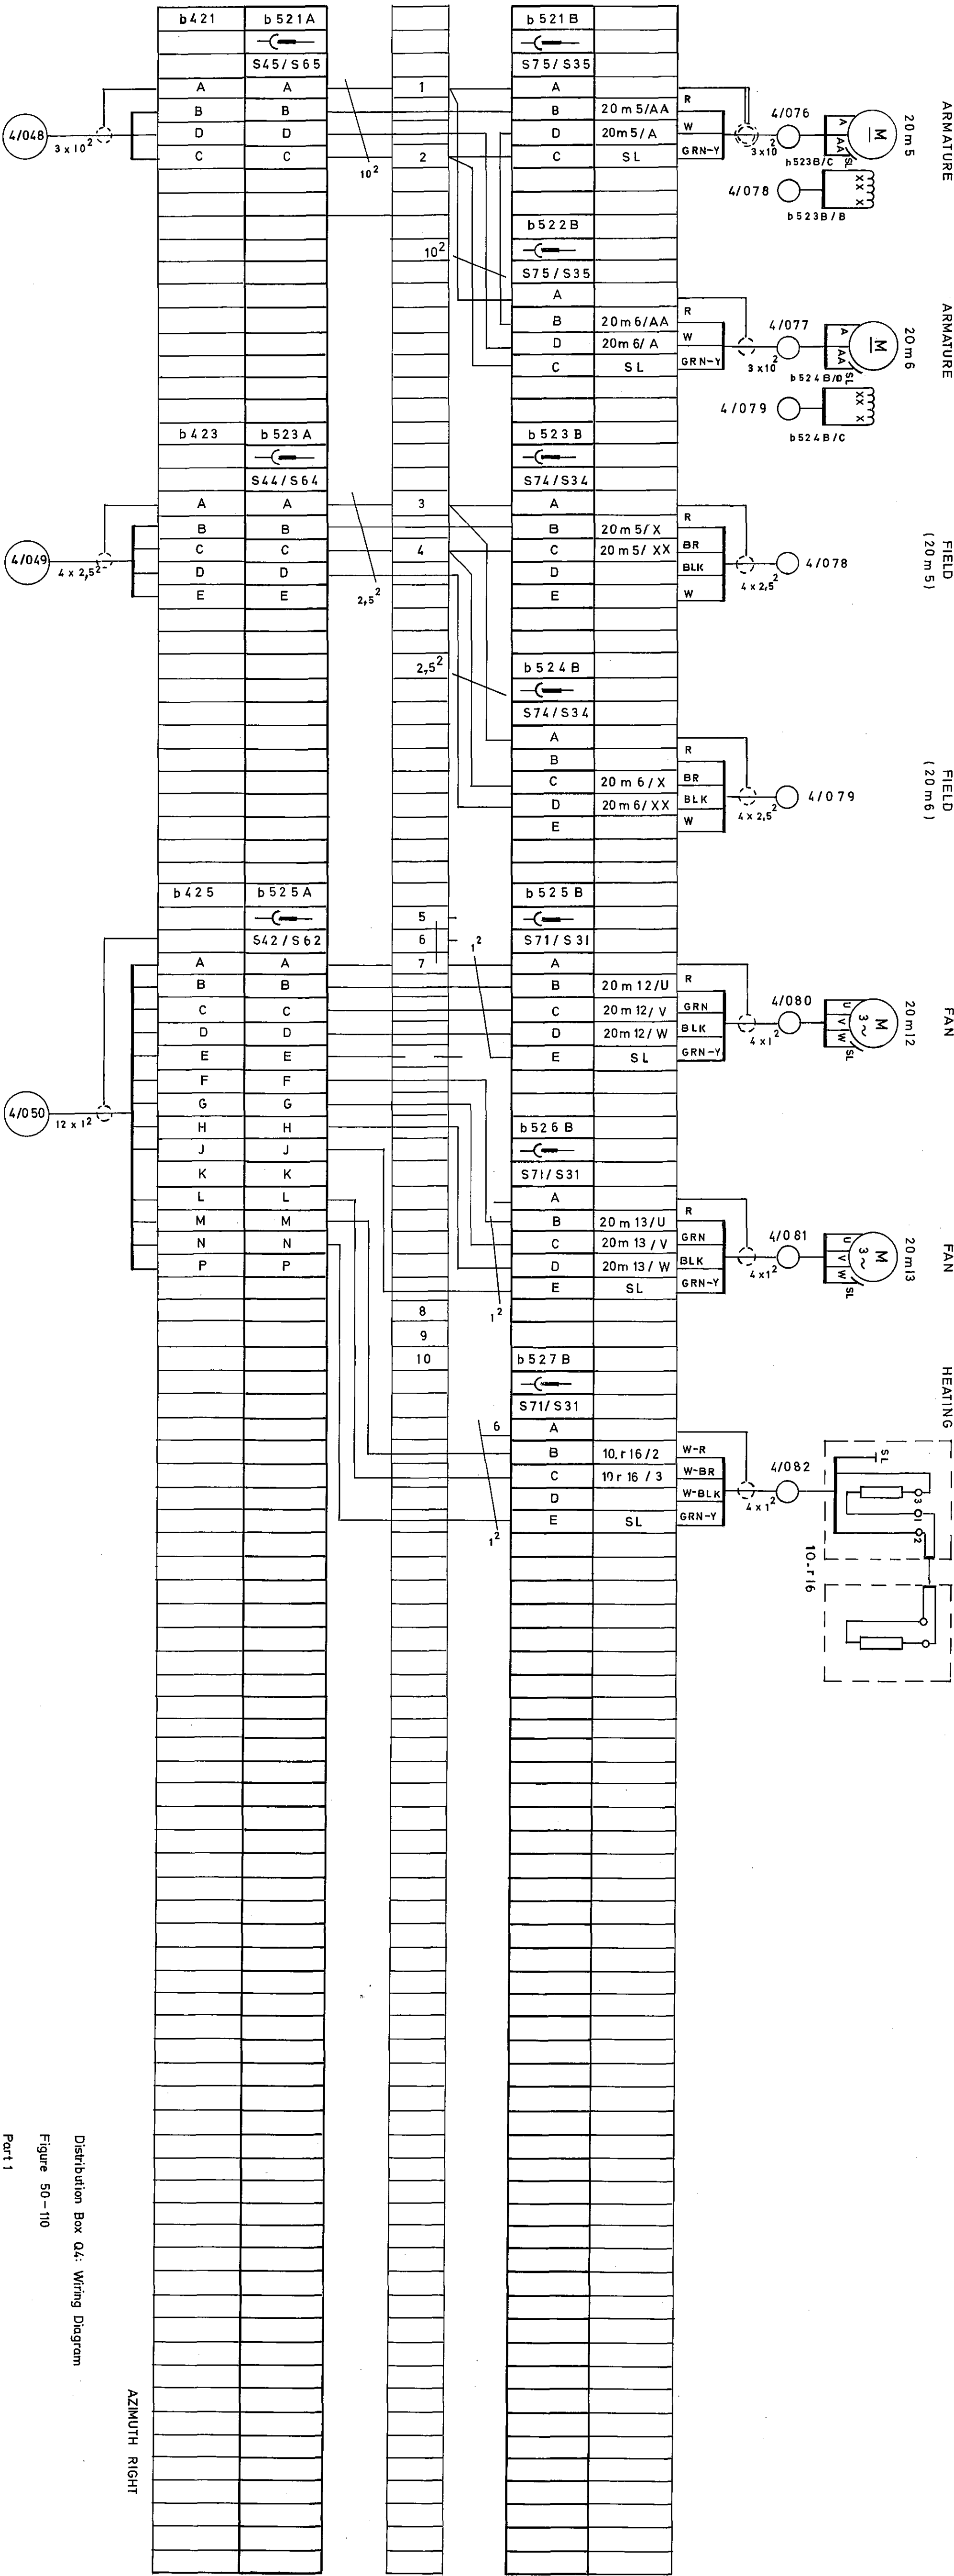 b421 b521A b521B
S45/S65 S75/S35
A A 1 A R
B B B 20m5/AA W
D D D 20m5/A GRN-Y
C C 2 C SL
4/048
3 x 10²
10²
3 x 10²
4/076
A AA SL
M
20m5
ARMATURE
h523B/C
4/078
XX X
b523B/B
b522B
10²
S75/S35
A R
B 20m6/AA W
D 20m6/A GRN-Y
C SL
3 x 10²
4/077
A AA SL
M
20m6
ARMATURE
b524B/D
4/079
XX X
b524B/C
b423 b523A b523B
S44/S64 S74/S34
A A 3 A R
B B B 20m5/X BR
C C 4 C 20m5/XX BLK
D D D W
E E E
4/049
4 x 2,5²
2,5²
4 x 2,5²
4/078
FIELD
(20m5)
2,5²
b524B
S74/S34
A R
B BR
C 20m6/X BLK
D 20m6/XX W
E
4 x 2,5²
4/079
FIELD
(20m6)
b425 b525A 5 b525B
S42/S62 6 S71/S31
1²
A A 7 A R
B B B 20m12/U GRN
C C C 20m12/V BLK
D D D 20m12/W GRN-Y
E E E SL
4 x 1²
4/080
U V W SL
M
3~
20m12
FAN
4/050
12 x 1²
F F
G G
H H b526B
J J
K K S71/S31
L L A R
M M B 20m13/U GRN
N N C 20m13/V BLK
P P D 20m13/W GRN-Y
E SL
1²
4 x 1²
4/081
U V W SL
M
3~
20m13
FAN
8
9
10 b527B
S71/S31
6 A
B 10.r16/2 W-R
C 10r16/3 W-BR
D W-BLK
E SL GRN-Y
1²
4 x 1²
4/082
SL
3 1 2
10-r16
HEATING
AZIMUTH RIGHT
Distribution Box Q4: Wiring Diagram
Figure 50-110
Part 1